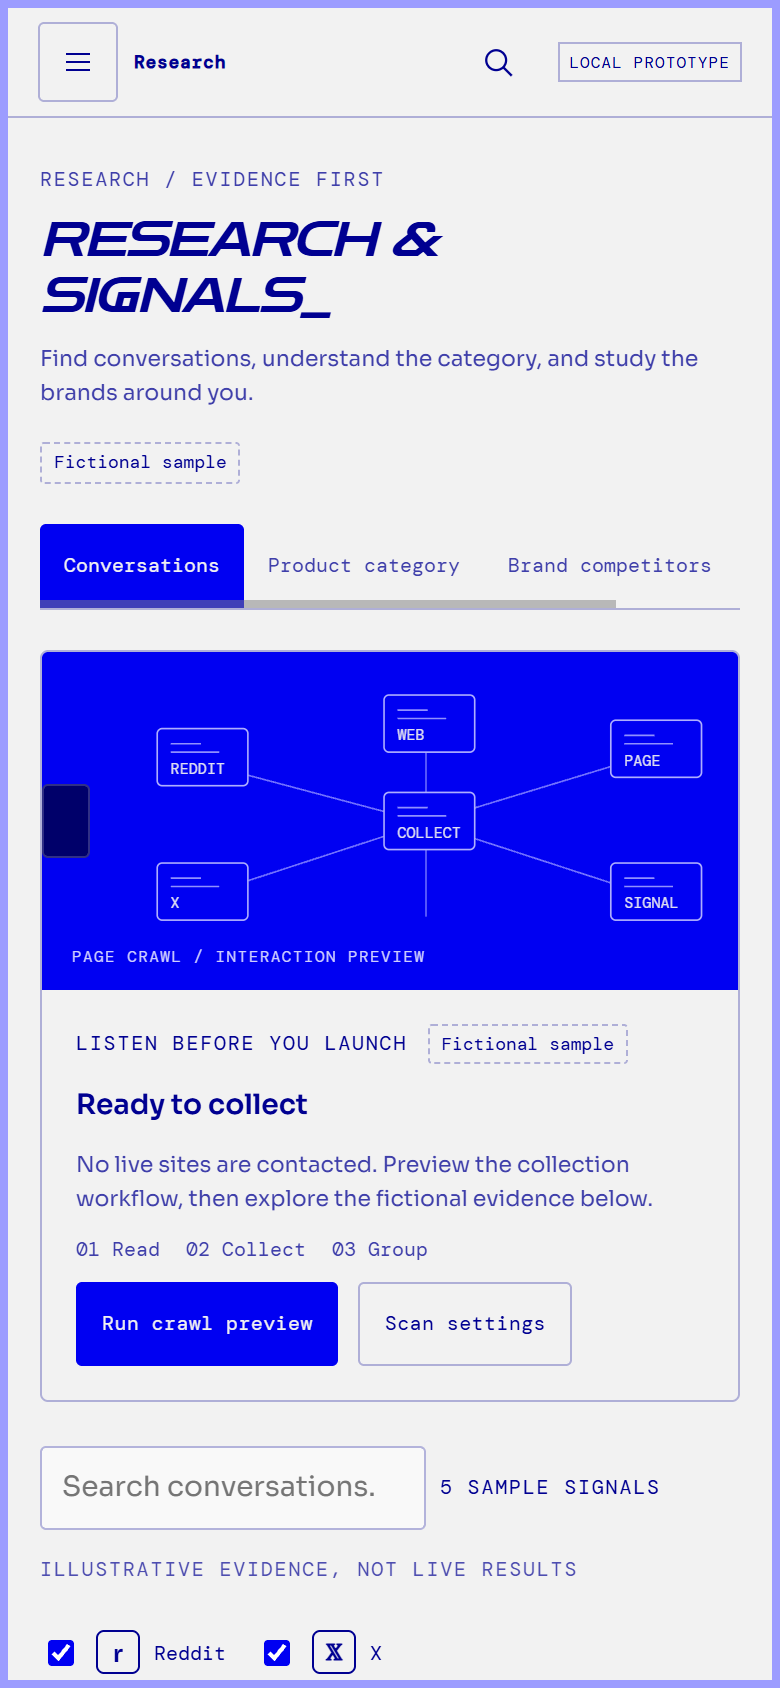 Research
LOCAL PROTOTYPE
RESEARCH / EVIDENCE FIRST
RESEARCH &
SIGNALS_
Find conversations, understand the category, and study the
brands around you.
Fictional sample
Conversations Product category Brand competitors
WEB
REDDIT
PAGE
COLLECT
X
SIGNAL
PAGE CRAWL / INTERACTION PREVIEW
LISTEN BEFORE YOU LAUNCH Fictional sample
Ready to collect
No live sites are contacted. Preview the collection
workflow, then explore the fictional evidence below.
01 Read 02 Collect 03 Group
Run crawl preview Scan settings
Search conversations. 5 SAMPLE SIGNALS
ILLUSTRATIVE EVIDENCE, NOT LIVE RESULTS
r Reddit 𝕏 X